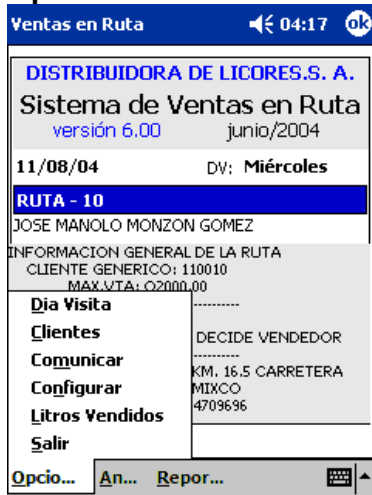 Ventas en Ruta 04:17 ok
DISTRIBUIDORA DE LICORES.S. A.
Sistema de Ventas en Ruta
versión 6.00 junio/2004
11/08/04 DV: Miércoles
RUTA - 10
JOSE MANOLO MONZON GOMEZ
INFORMACION GENERAL DE LA RUTA
CLIENTE GENERICO: 110010
MAX.VTA: Q2000.00
----------
DECIDE VENDEDOR
----------
KM. 16.5 CARRETERA
MIXCO
4709696
Dia Visita
Clientes
Comunicar
Configurar
Litros Vendidos
Salir
Opcio... An... Repor...